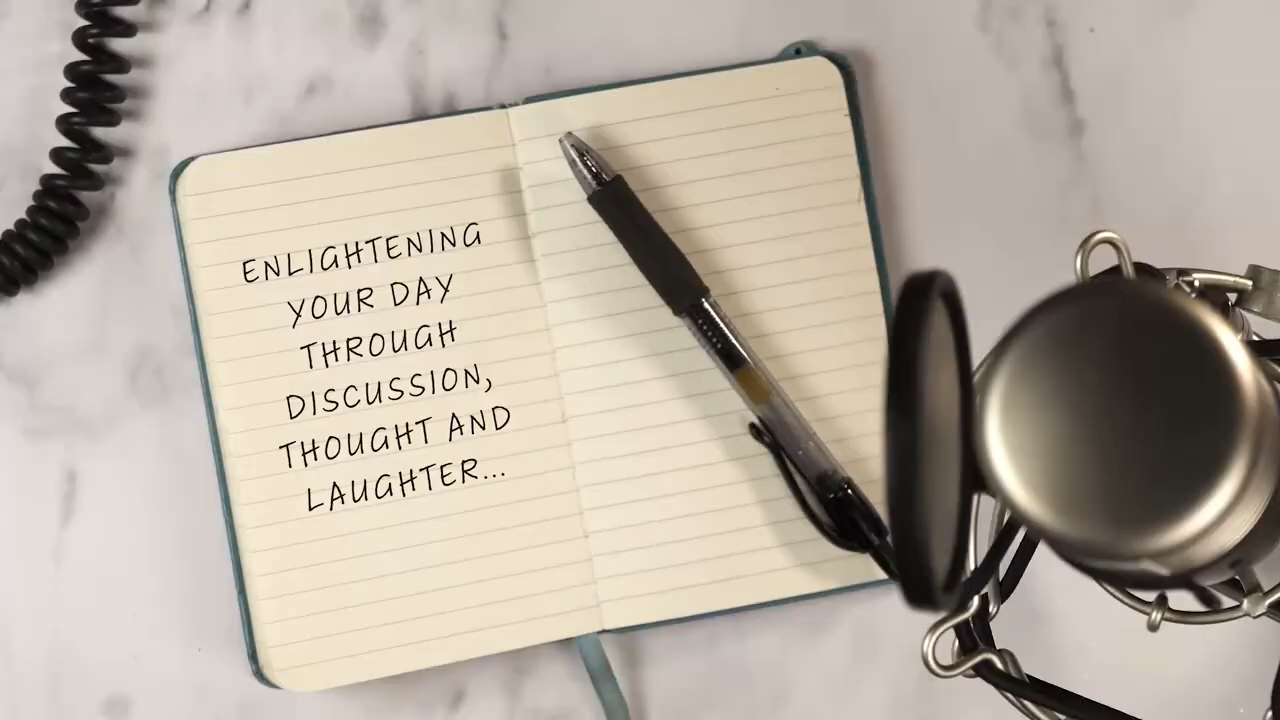 ENLIGHTENING
YOUR DAY
THROUGH
DISCUSSION,
THOUGHT AND
LAUGHTER...